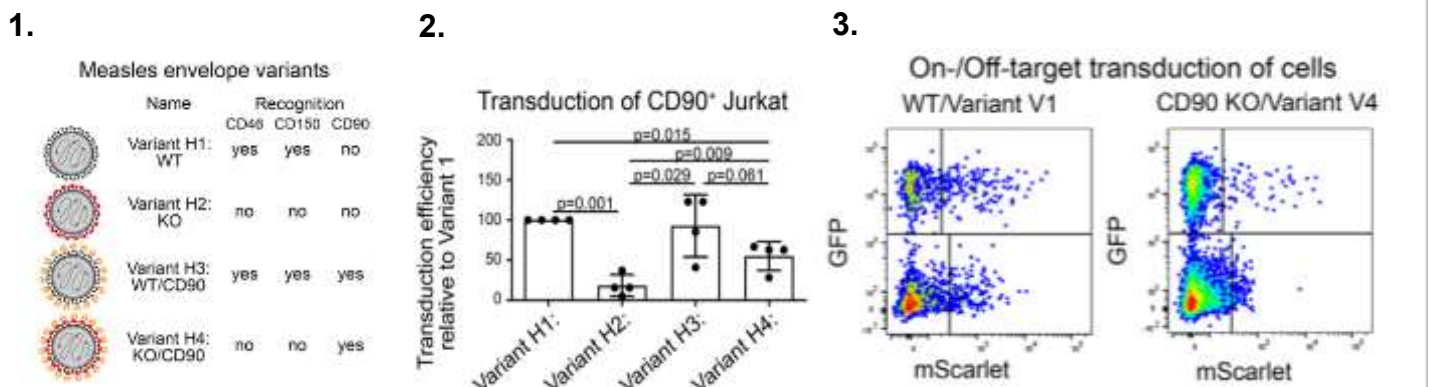 1.
Measles envelope variants
Name Recognition
CD46 CD150 CD90
Variant H1: WT yes yes no
Variant H2: KO no no no
Variant H3: WT/CD90 yes yes yes
Variant H4: KO/CD90 no no yes
2.
Transduction of CD90⁺ Jurkat
Transduction efficiency
relative to Variant 1
200
150
100
50
0
p=0.015
p=0.009
p=0.029 p=0.061
p=0.001
Variant H1: Variant H2: Variant H3: Variant H4:
3.
On-/Off-target transduction of cells
WT/Variant V1 CD90 KO/Variant V4
GFP GFP
mScarlet mScarlet